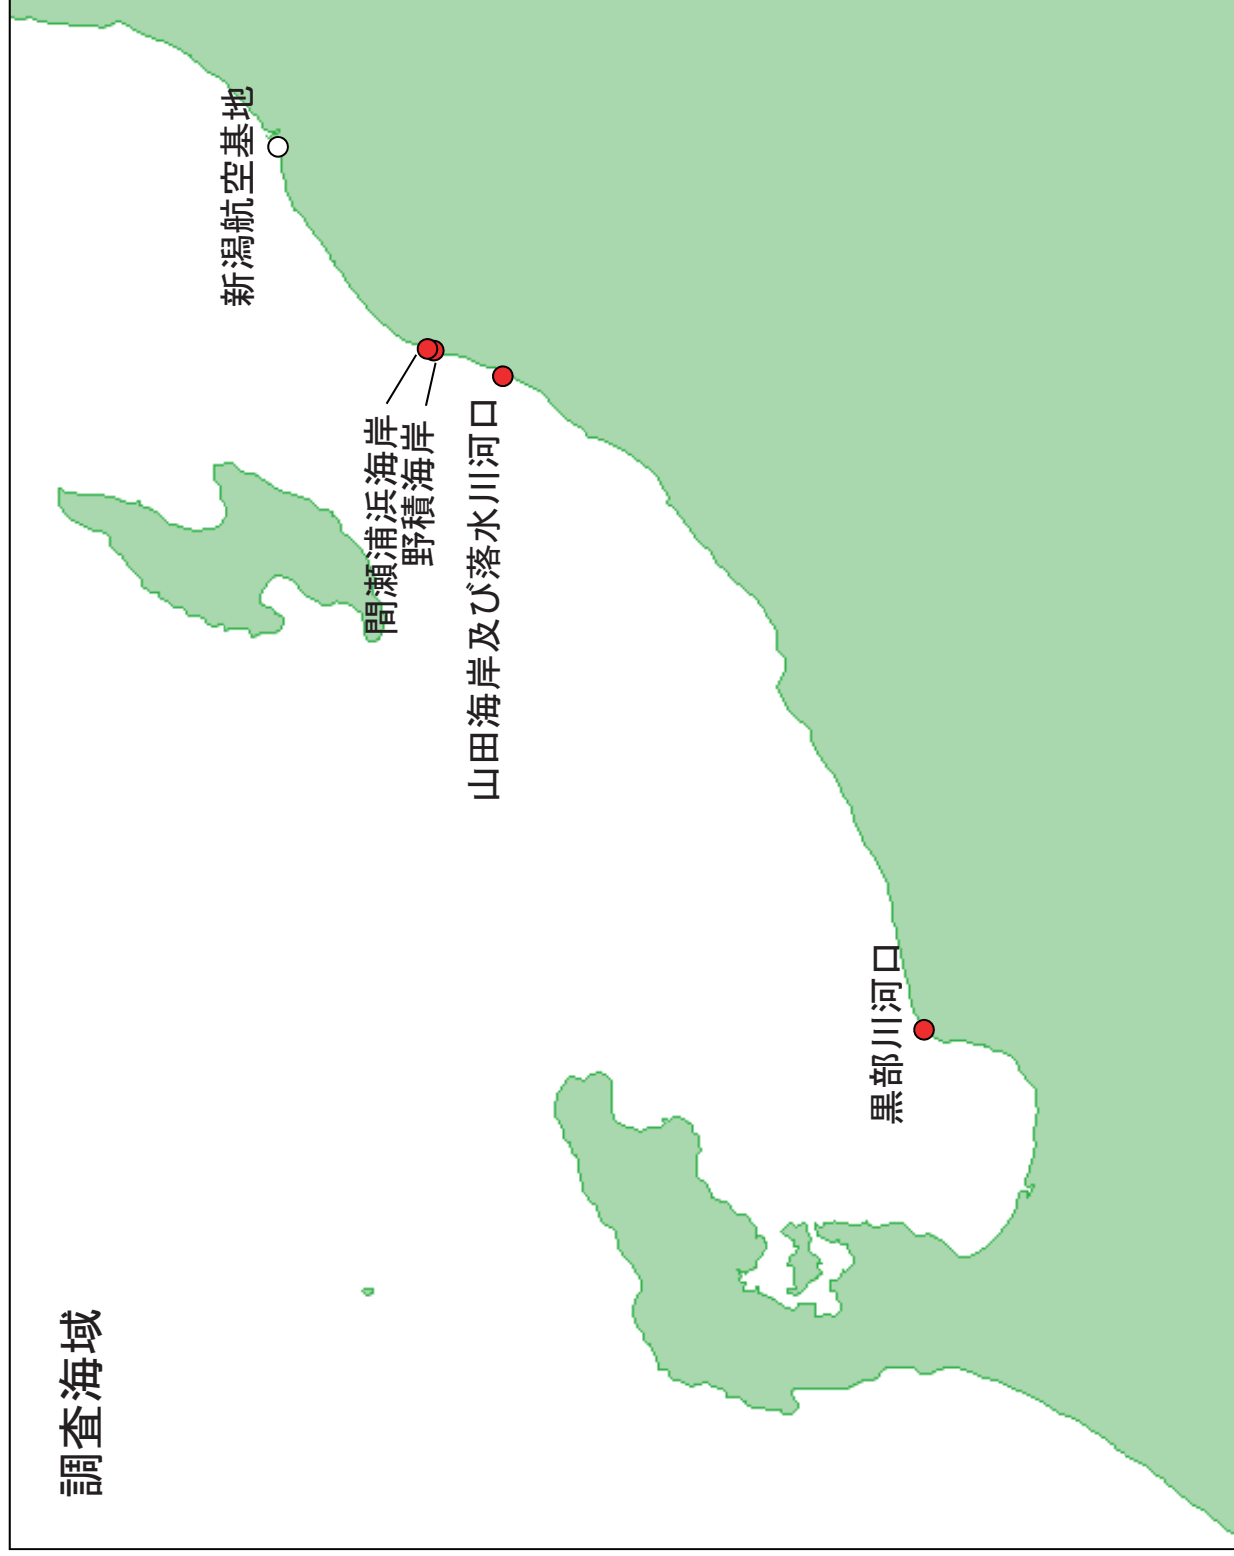 調査海域
新潟航空基地
間瀬浦浜海岸
野積海岸
山田海岸及び落水川河口
黒部川河口